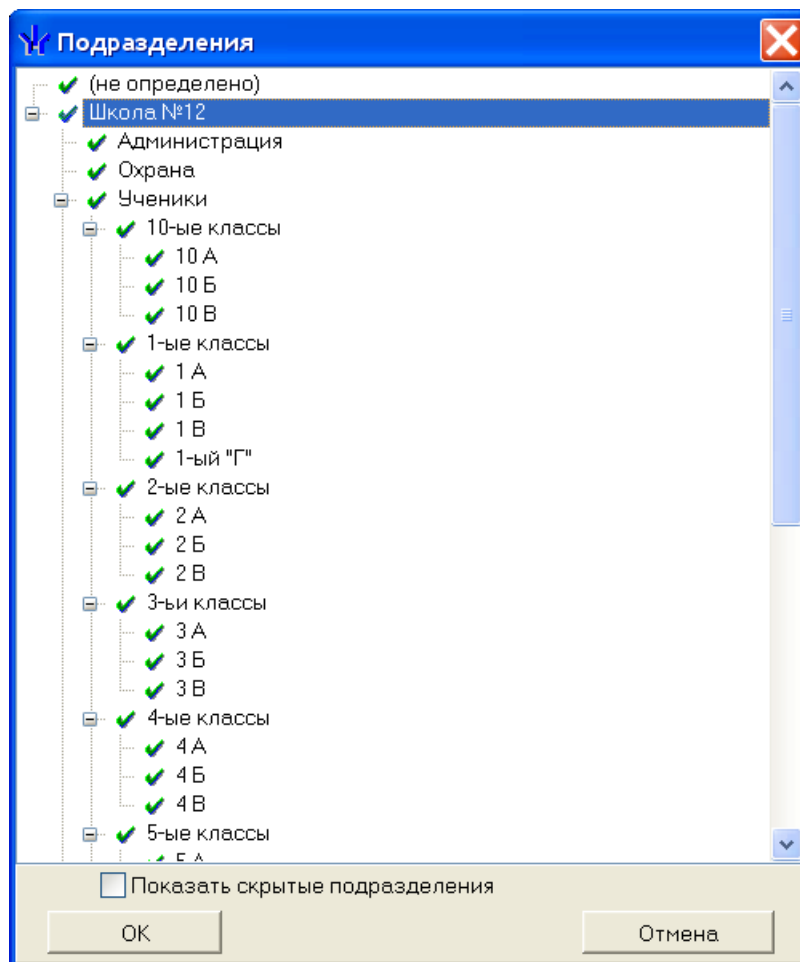 Подразделения
(не определено)
Школа №12
Администрация
Охрана
Ученики
10-ые классы
10 А
10 Б
10 В
1-ые классы
1 А
1 Б
1 В
1-ый "Г"
2-ые классы
2 А
2 Б
2 В
3-ьи классы
3 А
3 Б
3 В
4-ые классы
4 А
4 Б
4 В
5-ые классы
5 А
Показать скрытые подразделения
ОК
Отмена